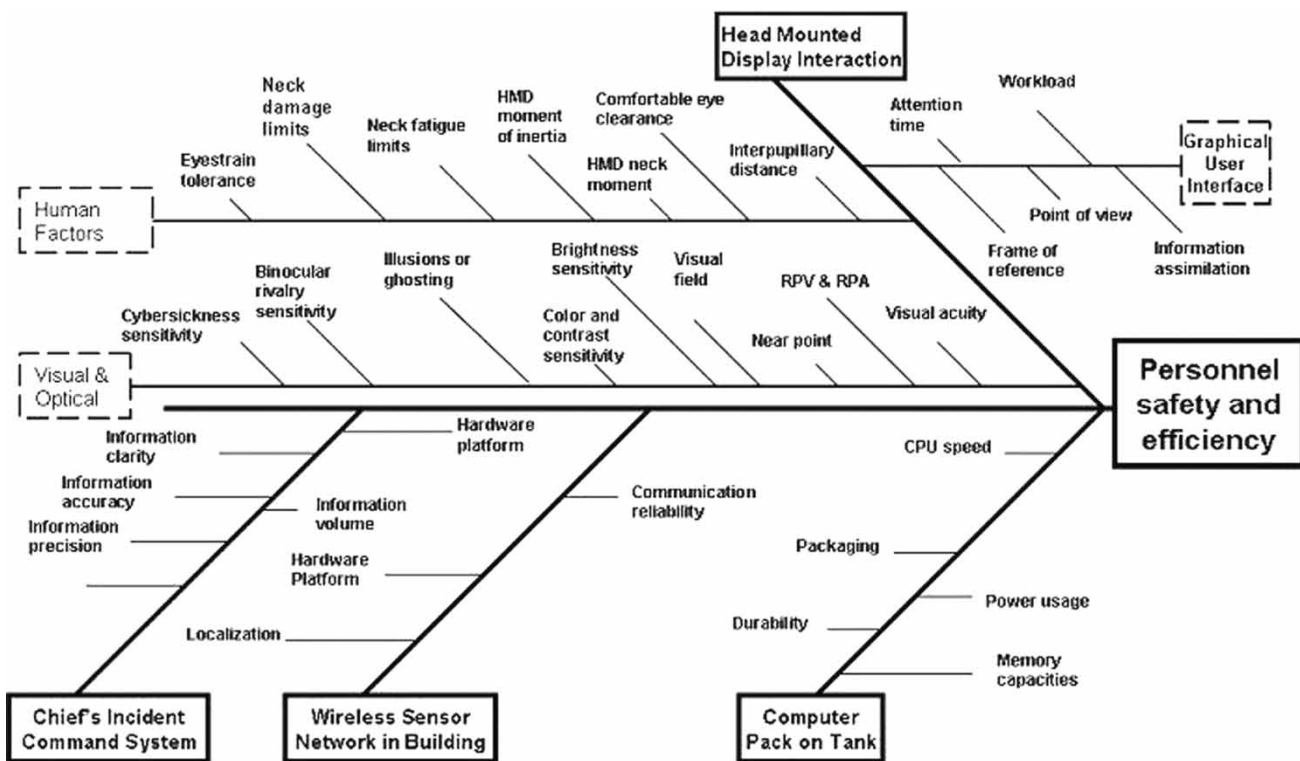 Head Mounted
Display Interaction
Neck
damage
limits
Neck fatigue
limits
HMD
moment
of inertia
Comfortable eye
clearance
Workload
Attention
time
Eyestrain
tolerance
HMD neck
moment
Interpupillary
distance
Graphical
User
Interface
Human
Factors
Point of view
Frame of
reference
Information
assimilation
Cybersickness
sensitivity
Binocular
rivalry
sensitivity
Illusions or
ghosting
Brightness
sensitivity
Color and
contrast
sensitivity
Visual
field
Near point
RPV & RPA
Visual acuity
Visual &
Optical
Personnel
safety and
efficiency
Information
clarity
Hardware
platform
Information
accuracy
Information
volume
Information
precision
Communication
reliability
Hardware
Platform
Localization
CPU speed
Packaging
Power usage
Durability
Memory
capacities
Chief's Incident
Command System
Wireless Sensor
Network in Building
Computer
Pack on Tank